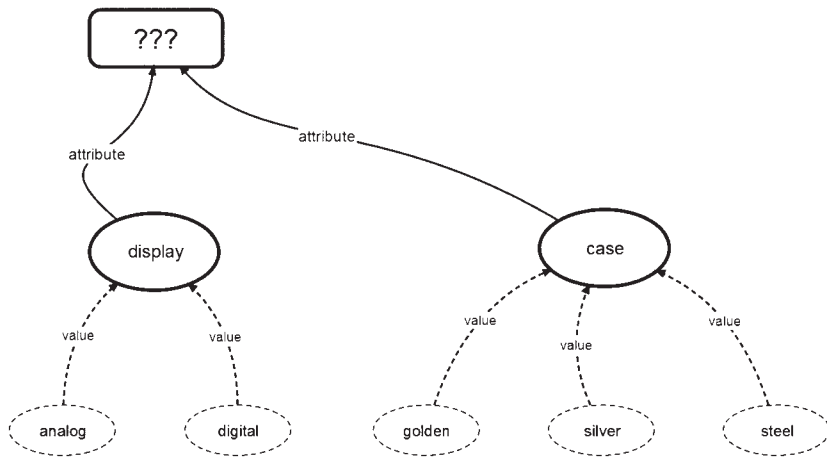 ???
attribute
attribute
display
case
value
value
value
value
value
analog
digital
golden
silver
steel